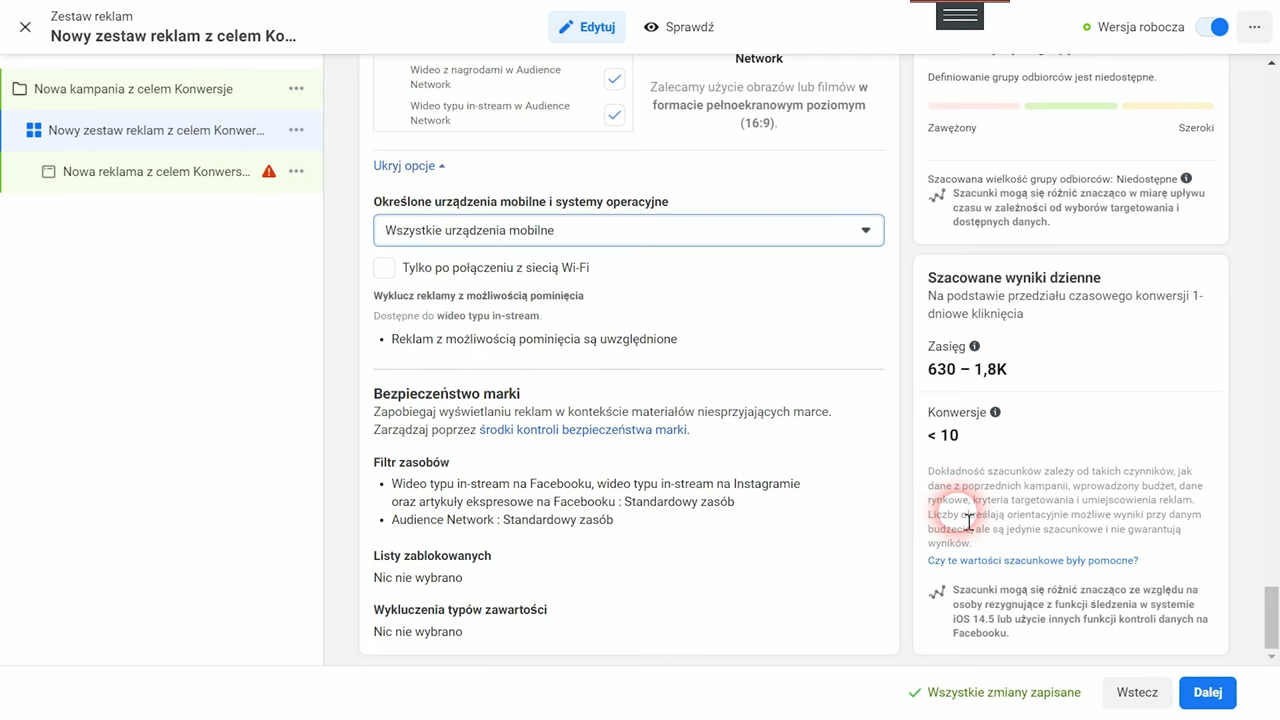 Zestaw reklam
Nowy zestaw reklam z celem Ko...
Edytuj
Sprawdź
Wersja robocza
Nowa kampania z celem Konwersje
Nowy zestaw reklam z celem Konwer...
Nowa reklama z celem Konwers...
Wideo z nagrodami w Audience
Network
Wideo typu in-stream w Audience
Network
Network
Zalecamy użycie obrazów lub filmów w
formacie pełnoekranowym poziomym
(16:9).
Ukryj opcje
Określone urządzenia mobilne i systemy operacyjne
Wszystkie urządzenia mobilne
Tylko po połączeniu z siecią Wi-Fi
Wyklucz reklamy z możliwością pominięcia
Dostępne do wideo typu in-stream.
• Reklam z możliwością pominięcia są uwzględnione
Bezpieczeństwo marki
Zapobiegaj wyświetlaniu reklam w kontekście materiałów niesprzyjających marce.
Zarządzaj poprzez środki kontroli bezpieczeństwa marki.
Filtr zasobów
• Wideo typu in-stream na Facebooku, wideo typu in-stream na Instagramie
oraz artykuły ekspresowe na Facebooku : Standardowy zasób
• Audience Network : Standardowy zasób
Listy zablokowanych
Nic nie wybrano
Wykluczenia typów zawartości
Nic nie wybrano
Definiowanie grupy odbiorców jest niedostępne.
Zawężony
Szeroki
Szacowana wielkość grupy odbiorców: Niedostępne
Szacunki mogą się różnić znacząco w miarę upływu
czasu w zależności od wyborów targetowania i
dostępnych danych.
Szacowane wyniki dzienne
Na podstawie przedziału czasowego konwersji 1-
dniowe kliknięcia
Zasięg
630 – 1,8K
Konwersje
< 10
Dokładność szacunków zależy od takich czynników, jak
dane z poprzednich kampanii, wprowadzony budżet, dane
rynkowe, kryteria targetowania i umiejscowienia reklam.
Liczby określają orientacyjnie możliwe wyniki przy danym
budżecie, ale są jedynie szacunkowe i nie gwarantują
wyników.
Czy te wartości szacunkowe były pomocne?
Szacunki mogą się różnić znacząco ze względu na
osoby rezygnujące z funkcji śledzenia w systemie
iOS 14.5 lub użycie innych funkcji kontroli danych na
Facebooku.
Wszystkie zmiany zapisane
Wstecz
Dalej